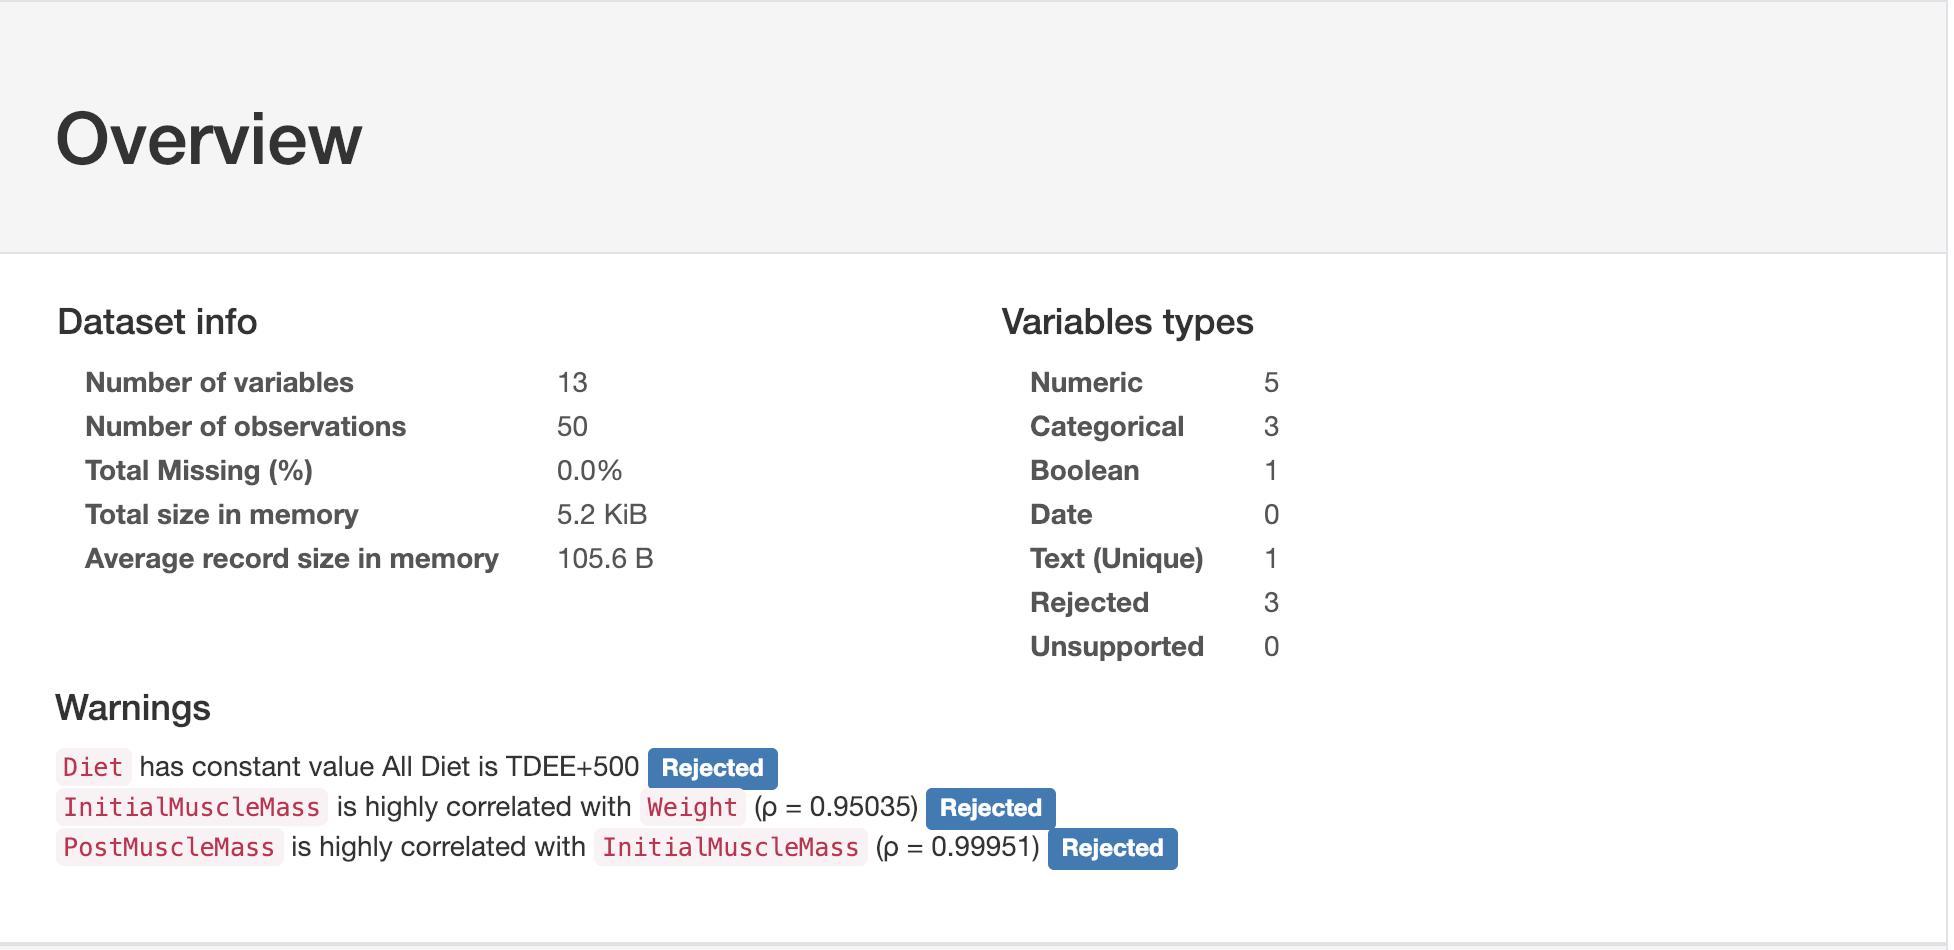 Overview
Dataset info
Number of variables 13
Number of observations 50
Total Missing (%) 0.0%
Total size in memory 5.2 KiB
Average record size in memory 105.6 B
Variables types
Numeric 5
Categorical 3
Boolean 1
Date 0
Text (Unique) 1
Rejected 3
Unsupported 0
Warnings
Diet has constant value All Diet is TDEE+500 Rejected
InitialMuscleMass is highly correlated with Weight (ρ = 0.95035) Rejected
PostMuscleMass is highly correlated with InitialMuscleMass (ρ = 0.99951) Rejected